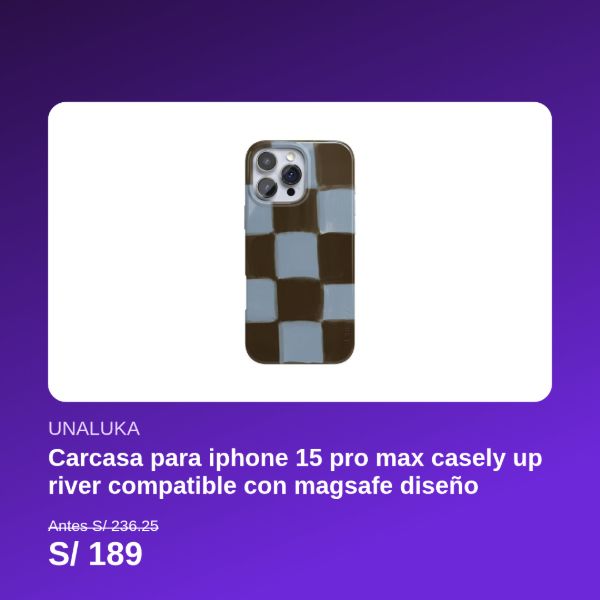 UNALUKA
Carcasa para iphone 15 pro max casely up
river compatible con magsafe diseño
Antes S/ 236.25
S/ 189